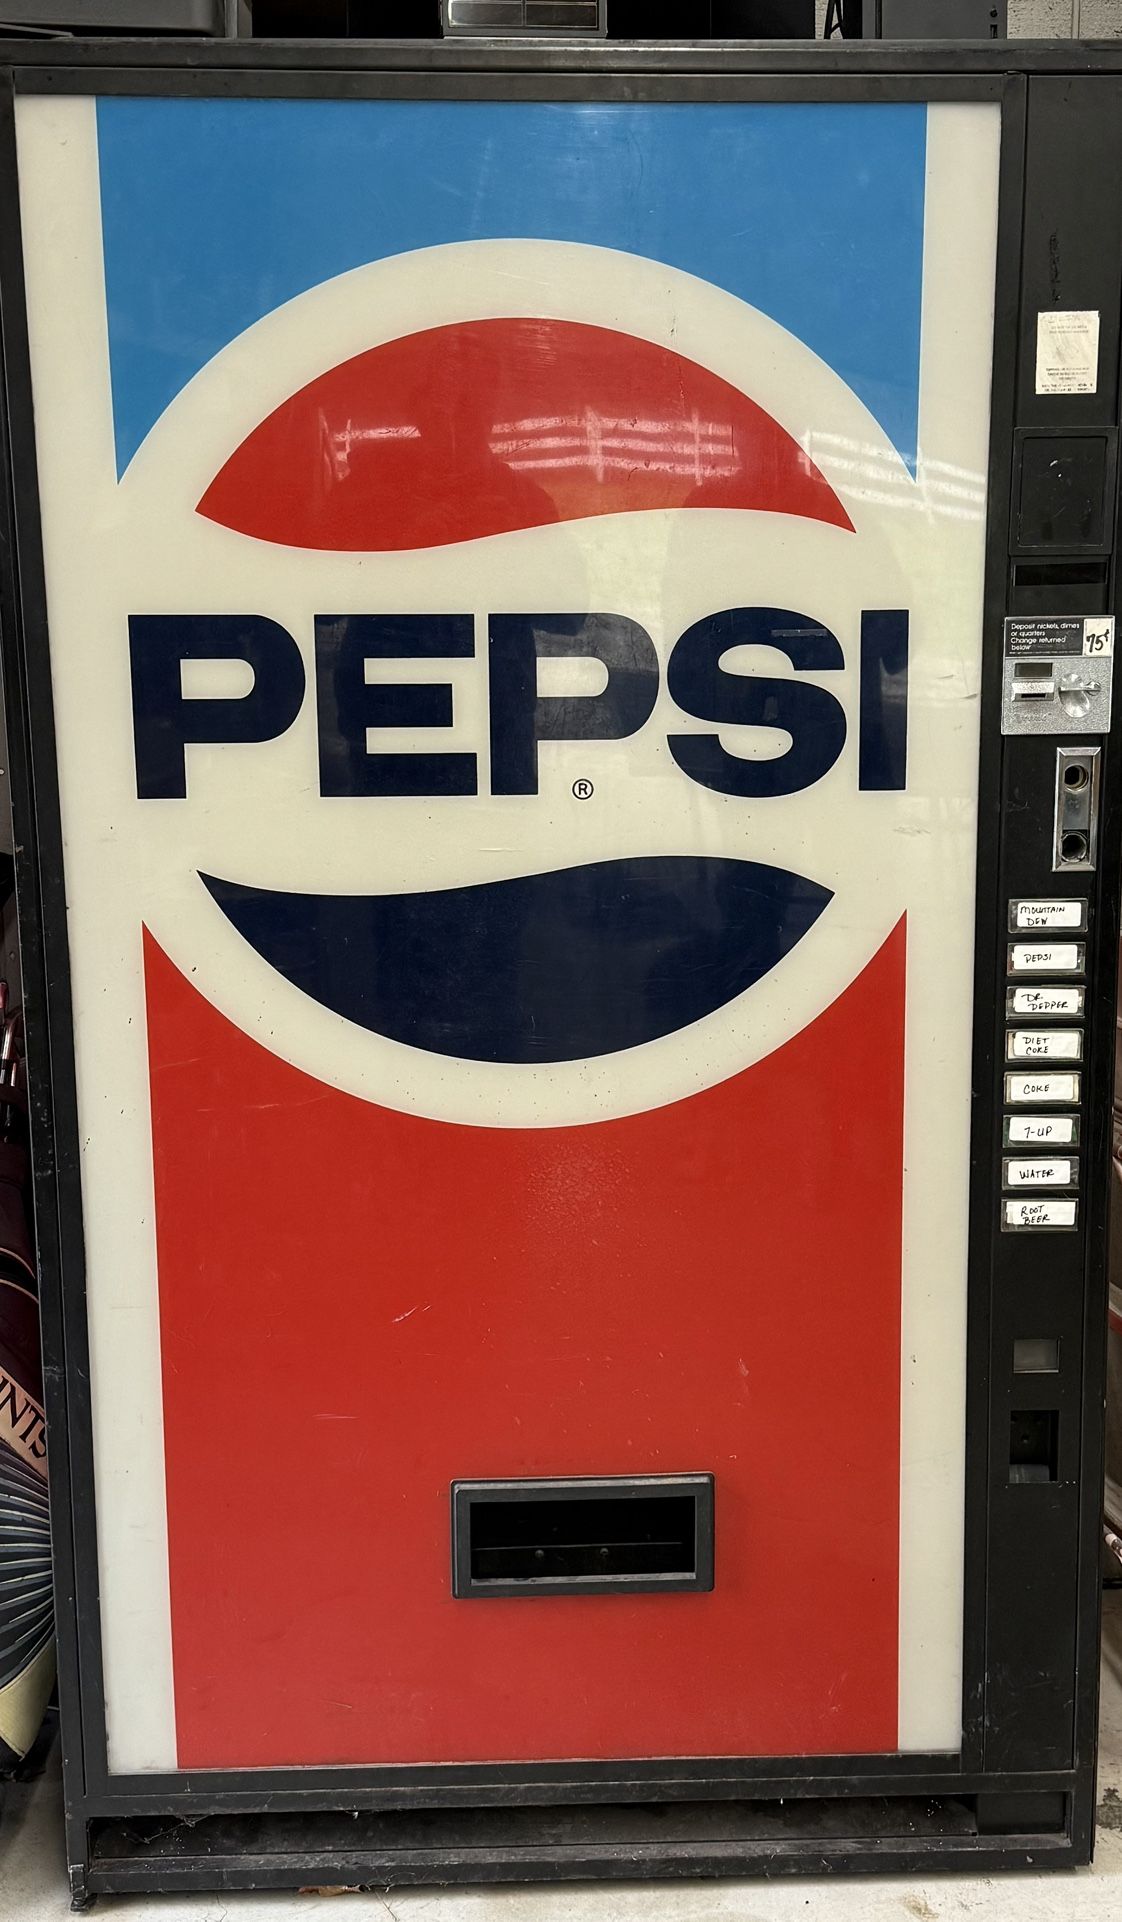 PEPSI
®
Deposit nickels, dimes
or quarters
Change returned
below
75¢
MOUNTAIN
DEW
PEPSI
DR.
PEPPER
DIET
COKE
COKE
7-UP
WATER
ROOT
BEER